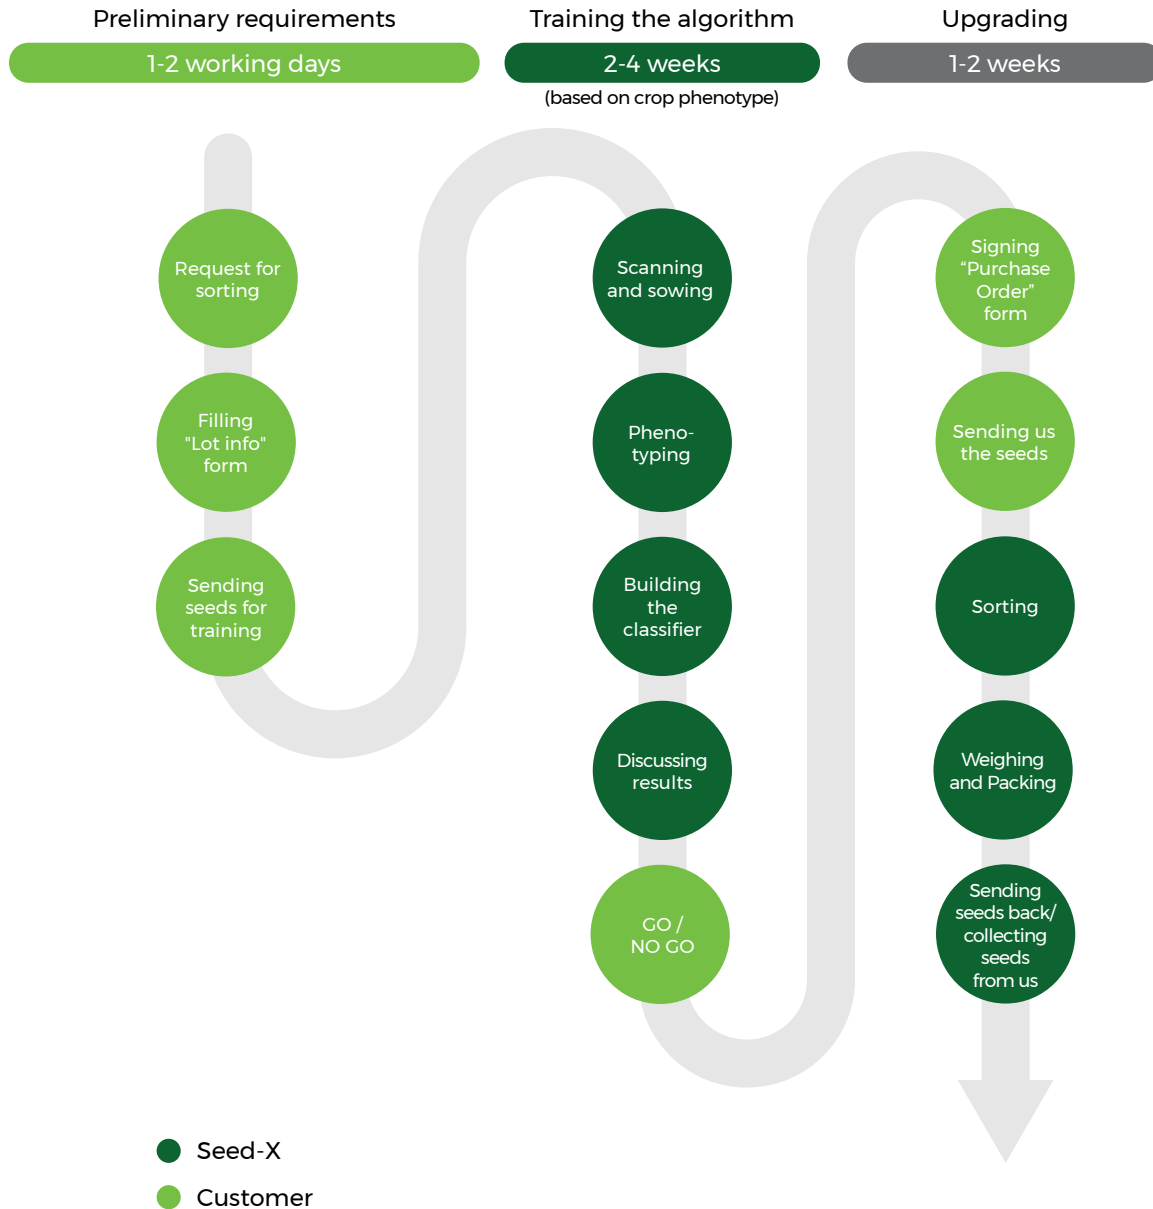 Preliminary requirements
1-2 working days
Training the algorithm
2-4 weeks
(based on crop phenotype)
Upgrading
1-2 weeks
Request for
sorting
Filling
"Lot info"
form
Sending
seeds for
training
Scanning
and sowing
Pheno-
typing
Building
the
classifier
Discussing
results
GO /
NO GO
Signing
“Purchase
Order”
form
Sending us
the seeds
Sorting
Weighing
and Packing
Sending
seeds back/
collecting
seeds
from us
Seed-X
Customer